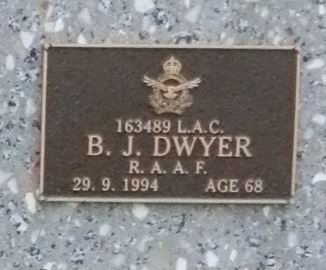 163489 L.A.C.
B. J. DWYER
R. A. A. F.
29. 9. 1994 AGE 68